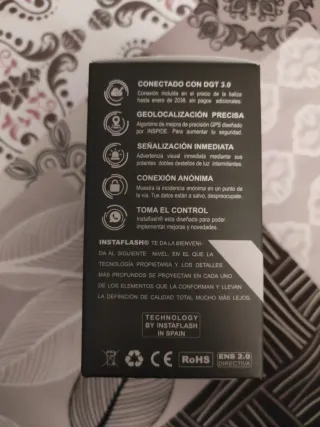 CONECTADO CON DGT 3.0
Conexión incluida en el precio de la baliza
hasta enero de 2038, sin pagos adicionales.
GEOLOCALIZACIÓN PRECISA
Algoritmo de mejora de precisión GPS diseñado
por INSPIDE. Para aumentar tu seguridad.
SEÑALIZACIÓN INMEDIATA
Advertencia visual inmediata mediante sus
potentes dobles destellos de luz intermitentes.
CONEXIÓN ANÓNIMA
Muestra la incidencia anónima en un punto de
la vía. Tus datos están a salvo, despreocúpate.
TOMA EL CONTROL
Instaflash® esta diseñado para poder
implementar mejoras y novedades.
INSTAFLASH® TE DA LA BIENVENI-
DA AL SIGUIENTE NIVEL, EN EL QUE LA
TECNOLOGÍA PROPIETARIA Y LOS DETALLES
MÁS PROFUNDOS SE PROYECTAN EN CADA UNO
DE LOS ELEMENTOS QUE LA CONFORMAN Y LLEVAN
LA DEFINICIÓN DE CALIDAD TOTAL MUCHO MÁS LEJOS.
TECHNOLOGY
BY INSTAFLASH
IN SPAIN
CE RoHS ENS 2.0
DIRECTIVA